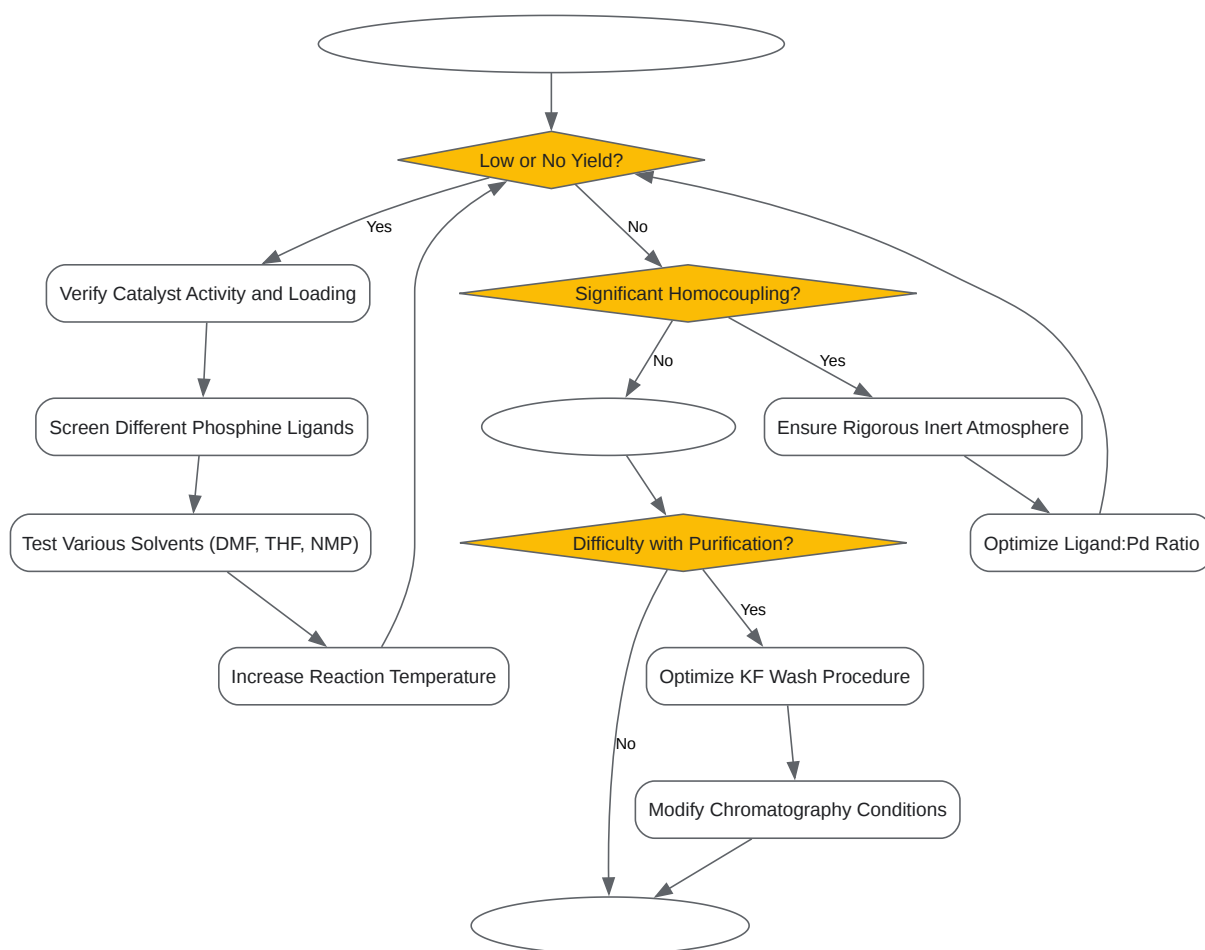 Low or No Yield?
Yes
No
Verify Catalyst Activity and Loading
Significant Homocoupling?
No
Yes
Screen Different Phosphine Ligands
Ensure Rigorous Inert Atmosphere
Test Various Solvents (DMF, THF, NMP)
Difficulty with Purification?
Optimize Ligand:Pd Ratio
Yes
Increase Reaction Temperature
Optimize KF Wash Procedure
No
Modify Chromatography Conditions